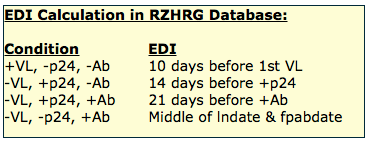 EDI Calculation in RZHRG Database:
Condition EDI
+VL, -p24, -Ab 10 days before 1st VL
-VL, +p24, -Ab 14 days before +p24
-VL, +p24, +Ab 21 days before +Ab
-VL, -p24, +Ab Middle of lndate & fpabdate